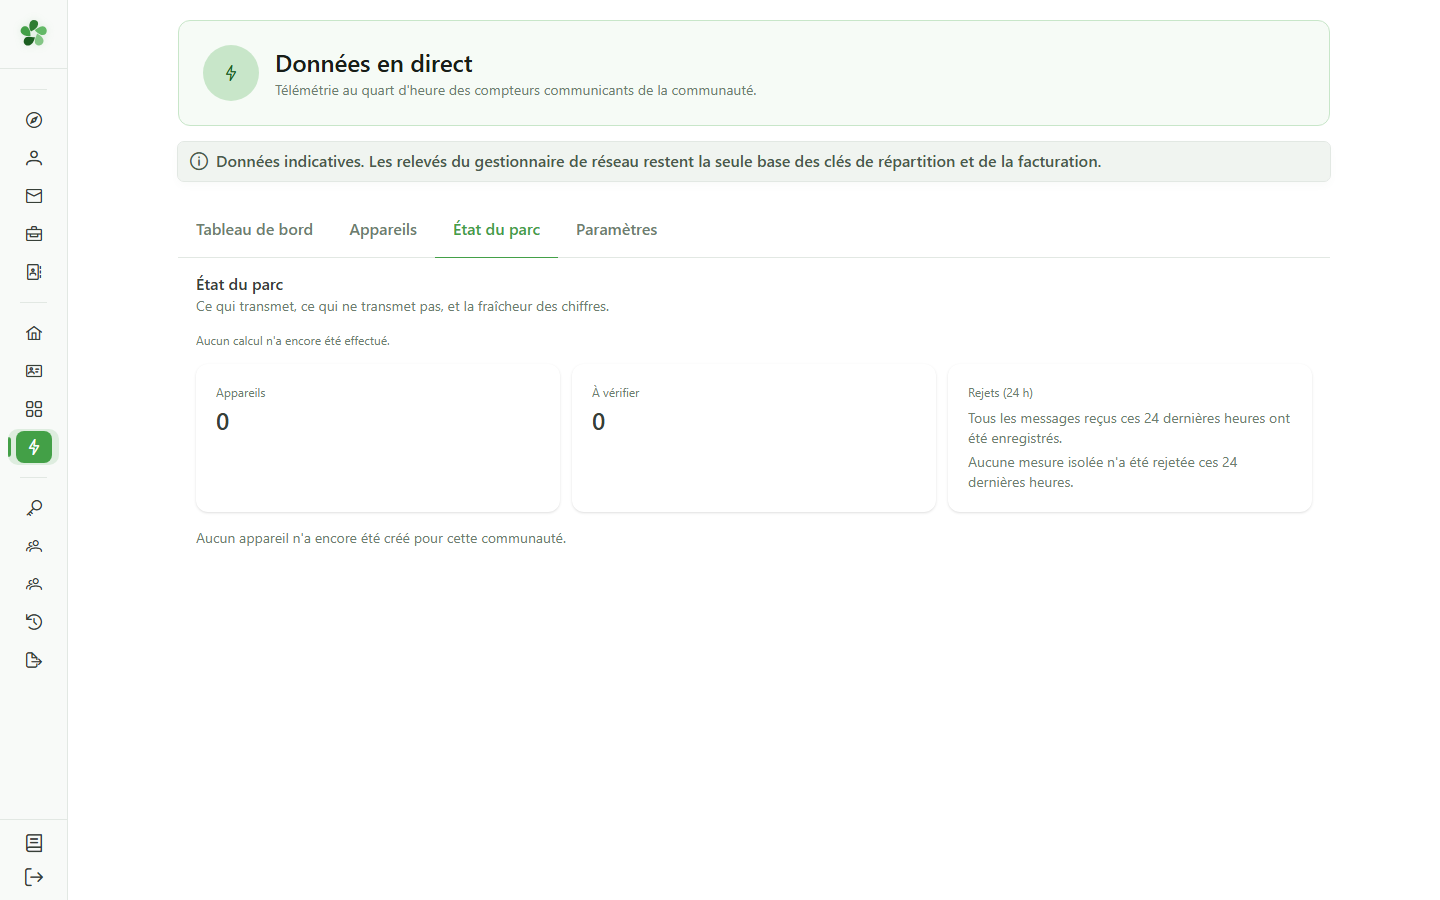 Données en direct
Télémétrie au quart d'heure des compteurs communicants de la communauté.
Données indicatives. Les relevés du gestionnaire de réseau restent la seule base des clés de répartition et de la facturation.
Tableau de bord
Appareils
État du parc
Paramètres
État du parc
Ce qui transmet, ce qui ne transmet pas, et la fraîcheur des chiffres.
Aucun calcul n'a encore été effectué.
Appareils
0
À vérifier
0
Rejets (24 h)
Tous les messages reçus ces 24 dernières heures ont
été enregistrés.
Aucune mesure isolée n'a été rejetée ces 24
dernières heures.
Aucun appareil n'a encore été créé pour cette communauté.